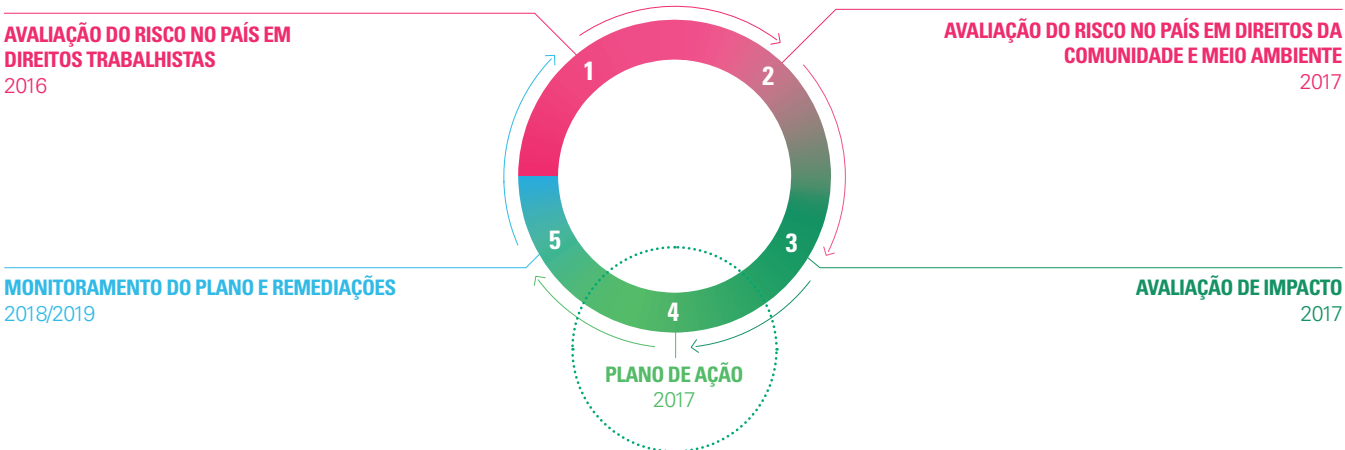 AVALIAÇÃO DO RISCO NO PAÍS EM
DIREITOS TRABALHISTAS
2016
1
2
AVALIAÇÃO DO RISCO NO PAÍS EM DIREITOS DA
COMUNIDADE E MEIO AMBIENTE
2017
3
AVALIAÇÃO DE IMPACTO
2017
4
PLANO DE AÇÃO
2017
5
MONITORAMENTO DO PLANO E REMEDIAÇÕES
2018/2019